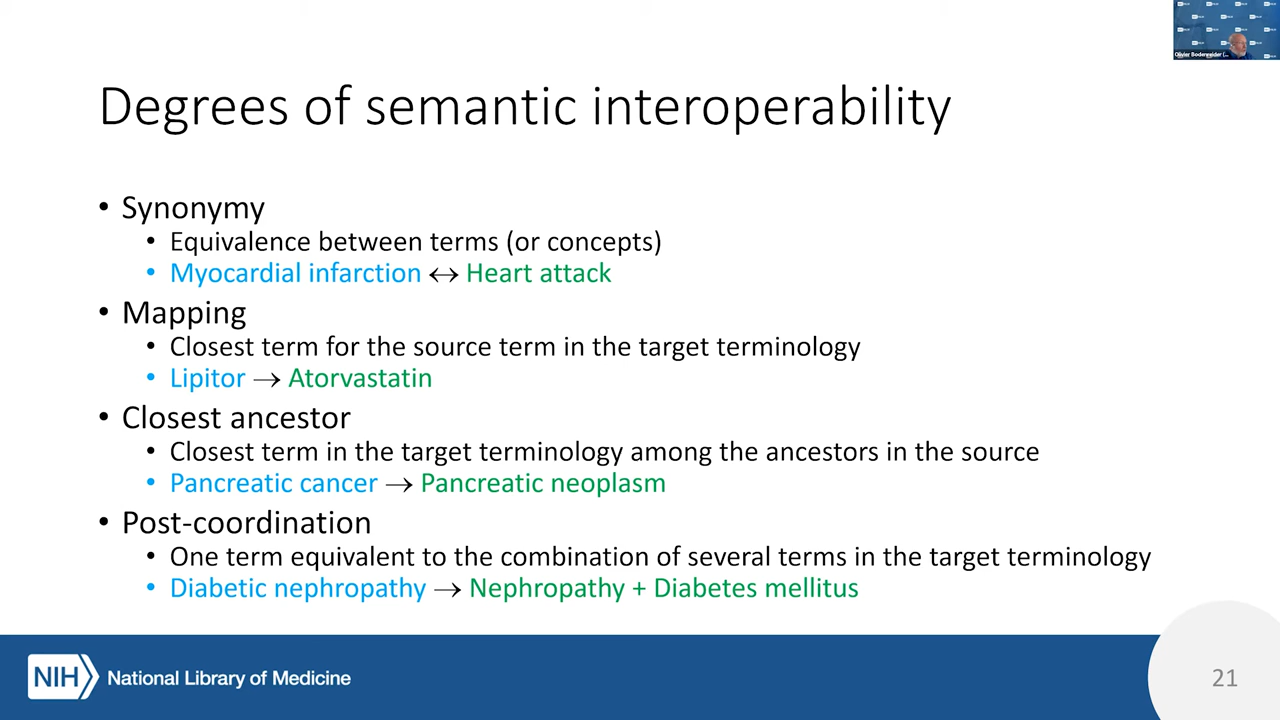 Olivier Bodenreider (...
Degrees of semantic interoperability
• Synonymy
• Equivalence between terms (or concepts)
• Myocardial infarction ↔ Heart attack
• Mapping
• Closest term for the source term in the target terminology
• Lipitor → Atorvastatin
• Closest ancestor
• Closest term in the target terminology among the ancestors in the source
• Pancreatic cancer → Pancreatic neoplasm
• Post-coordination
• One term equivalent to the combination of several terms in the target terminology
• Diabetic nephropathy → Nephropathy + Diabetes mellitus
NIH National Library of Medicine
21